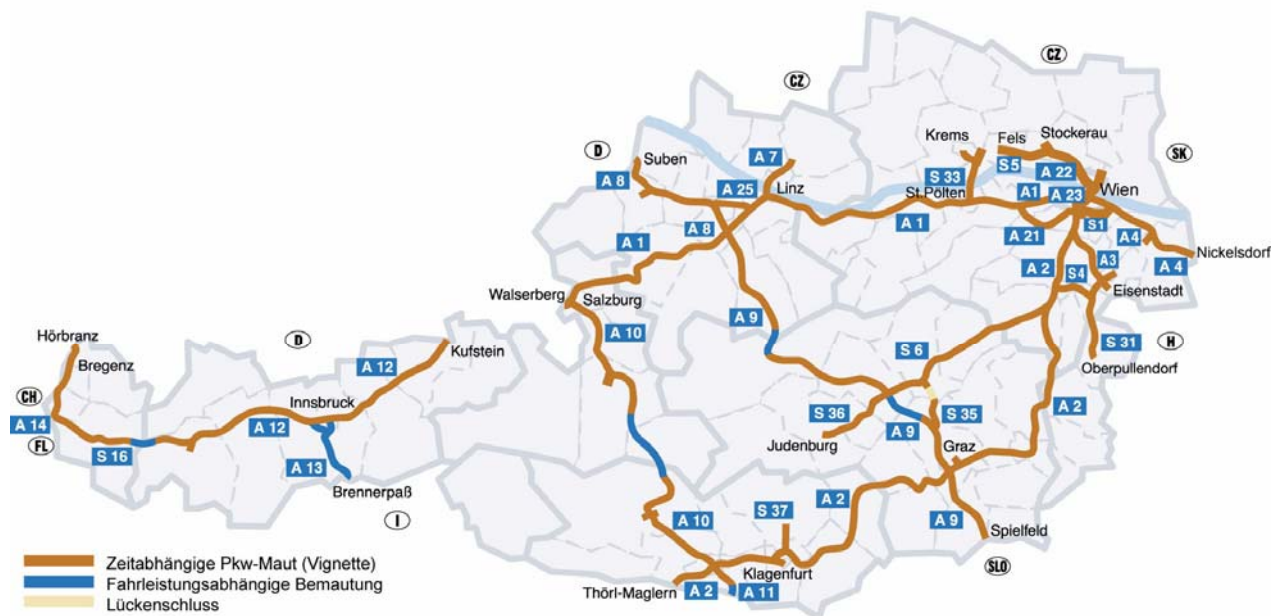 CZ
CZ
Krems
Fels
Stockerau
D
Suben
A 7
SK
A 8
A 25
Linz
S 33
S 5
A 22
Wien
St.Pölten
A1
A 23
A 8
A 1
A 1
A 21
S1
A4
Nickelsdorf
A 2
S4
A3
A 4
Eisenstadt
Walserberg
Salzburg
A 10
A 9
S 6
S 31
H
Oberpullendorf
Hörbranz
Bregenz
D
A 12
Kufstein
CH
Innsbruck
A 14
FL
S 16
A 12
A 13
Brennerpaß
I
S 36
Judenburg
A 9
S 35
Graz
A 2
A 10
S 37
A 2
A 9
Spielfeld
SLO
Klagenfurt
Thörl-Maglern
A 2
A 11
Zeitabhängige Pkw-Maut (Vignette)
Fahrleistungsabhängige Bemautung
Lückenschluss